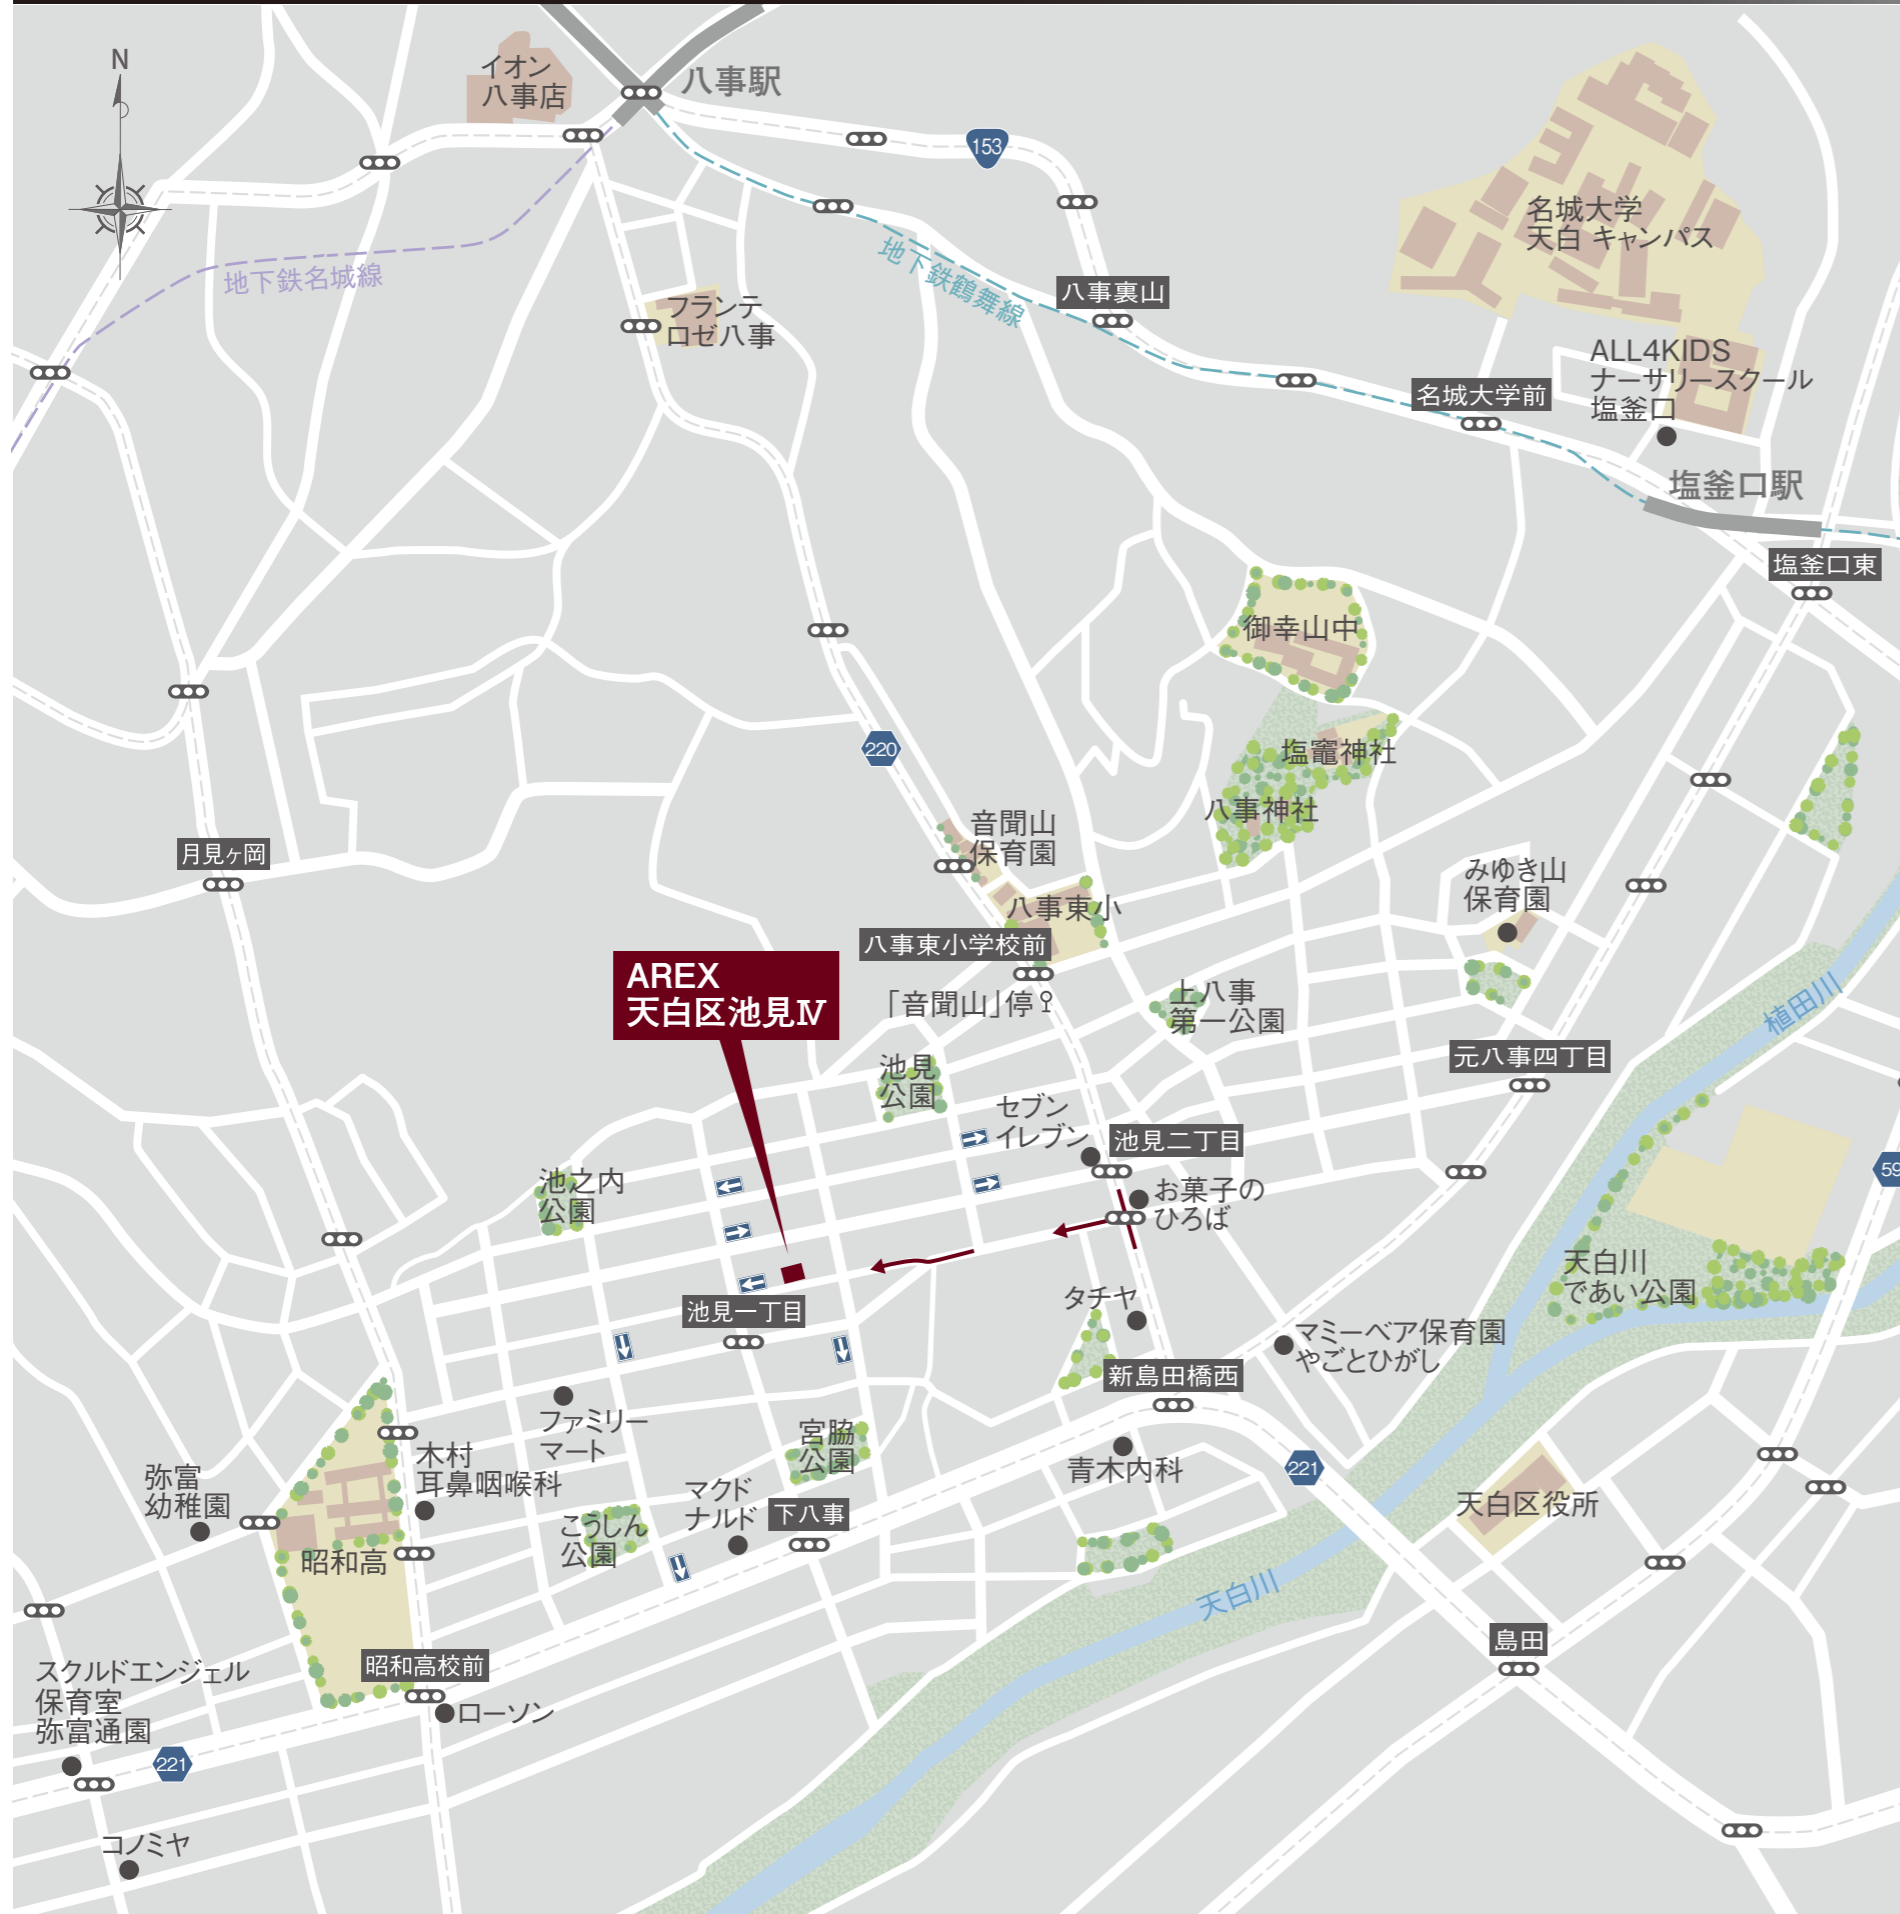 N
イオン
八事店
八事駅
153
名城大学
天白 キャンパス
地下鉄名城線
地下鉄鶴舞線
八事裏山
フランテ
ロゼ八事
ALL4KIDS
ナーサリースクール
塩釜口
名城大学前
塩釜口駅
塩釜口東
御幸山中
220
塩竈神社
八事神社
音聞山
保育園
月見ヶ岡
みゆき山
保育園
八事東小
八事東小学校前
AREX
天白区池見Ⅳ
「音聞山」停
上八事
第一公園
植田川
元八事四丁目
池見
公園
セブン
イレブン
池見二丁目
59
池之内
公園
お菓子の
ひろば
天白川
であい公園
池見一丁目
タチヤ
マミーベア保育園
やごとひがし
新島田橋西
ファミリー
マート
宮脇
公園
木村
耳鼻咽喉科
青木内科
221
弥富
幼稚園
マクド
ナルド
下八事
天白区役所
こうしん
公園
昭和高
天白川
島田
昭和高校前
スクルドエンジェル
保育室
弥富通園
ローソン
221
コノミヤ